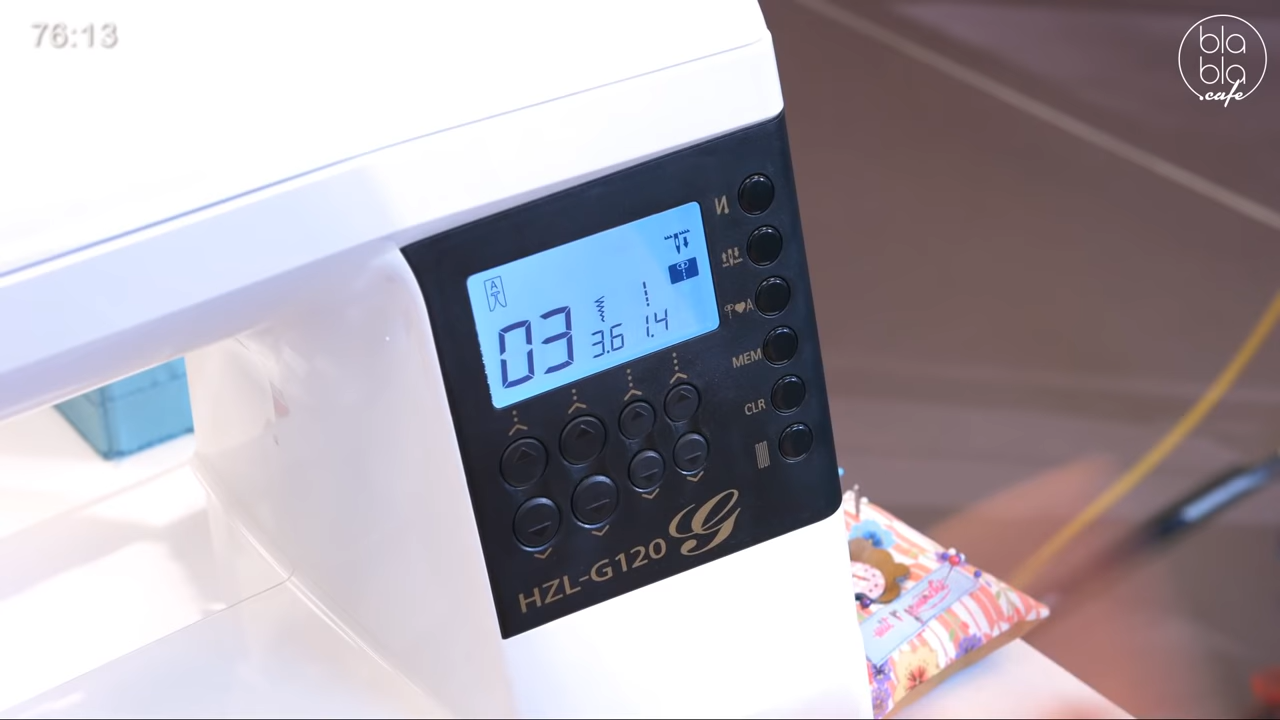 76:13
bla
bla
.cafe
A
03 3.6 1.4
A
MEM
CLR
HZL-G120 G